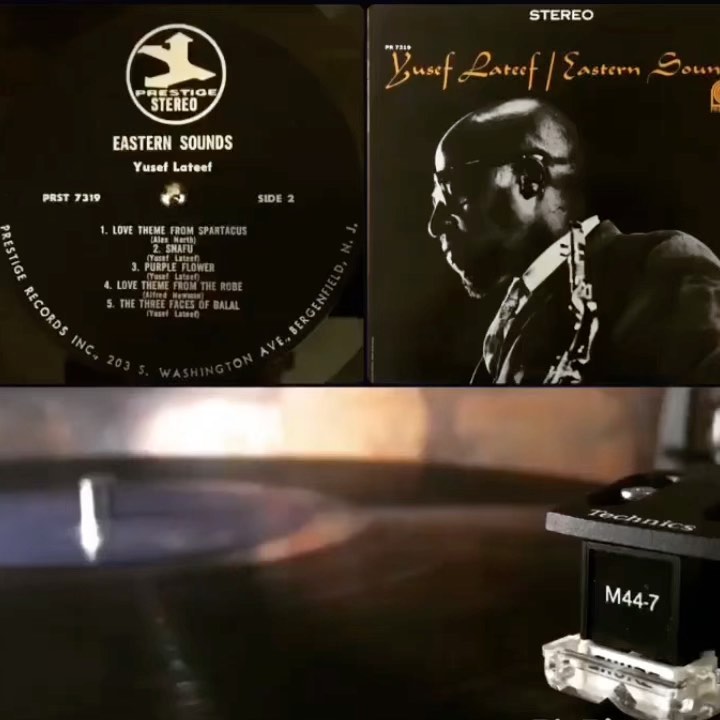 PRESTIGE
STEREO
EASTERN SOUNDS
Yusef Lateef
PRST 7319
SIDE 2
1. LOVE THEME FROM SPARTACUS
(Alex North)
2. SNAFU
(Yusef Lateef)
3. PURPLE FLOWER
(Yusef Lateef)
4. LOVE THEME FROM THE ROBE
(Alfred Newman)
5. THE THREE FACES OF BALAL
(Yusef Lateef)
PRESTIGE RECORDS INC., 203 S. WASHINGTON AVE., BERGENFIELD, N. J.
STEREO
PR 7319
Yusef Lateef / Eastern Soun
Technics
M44-7